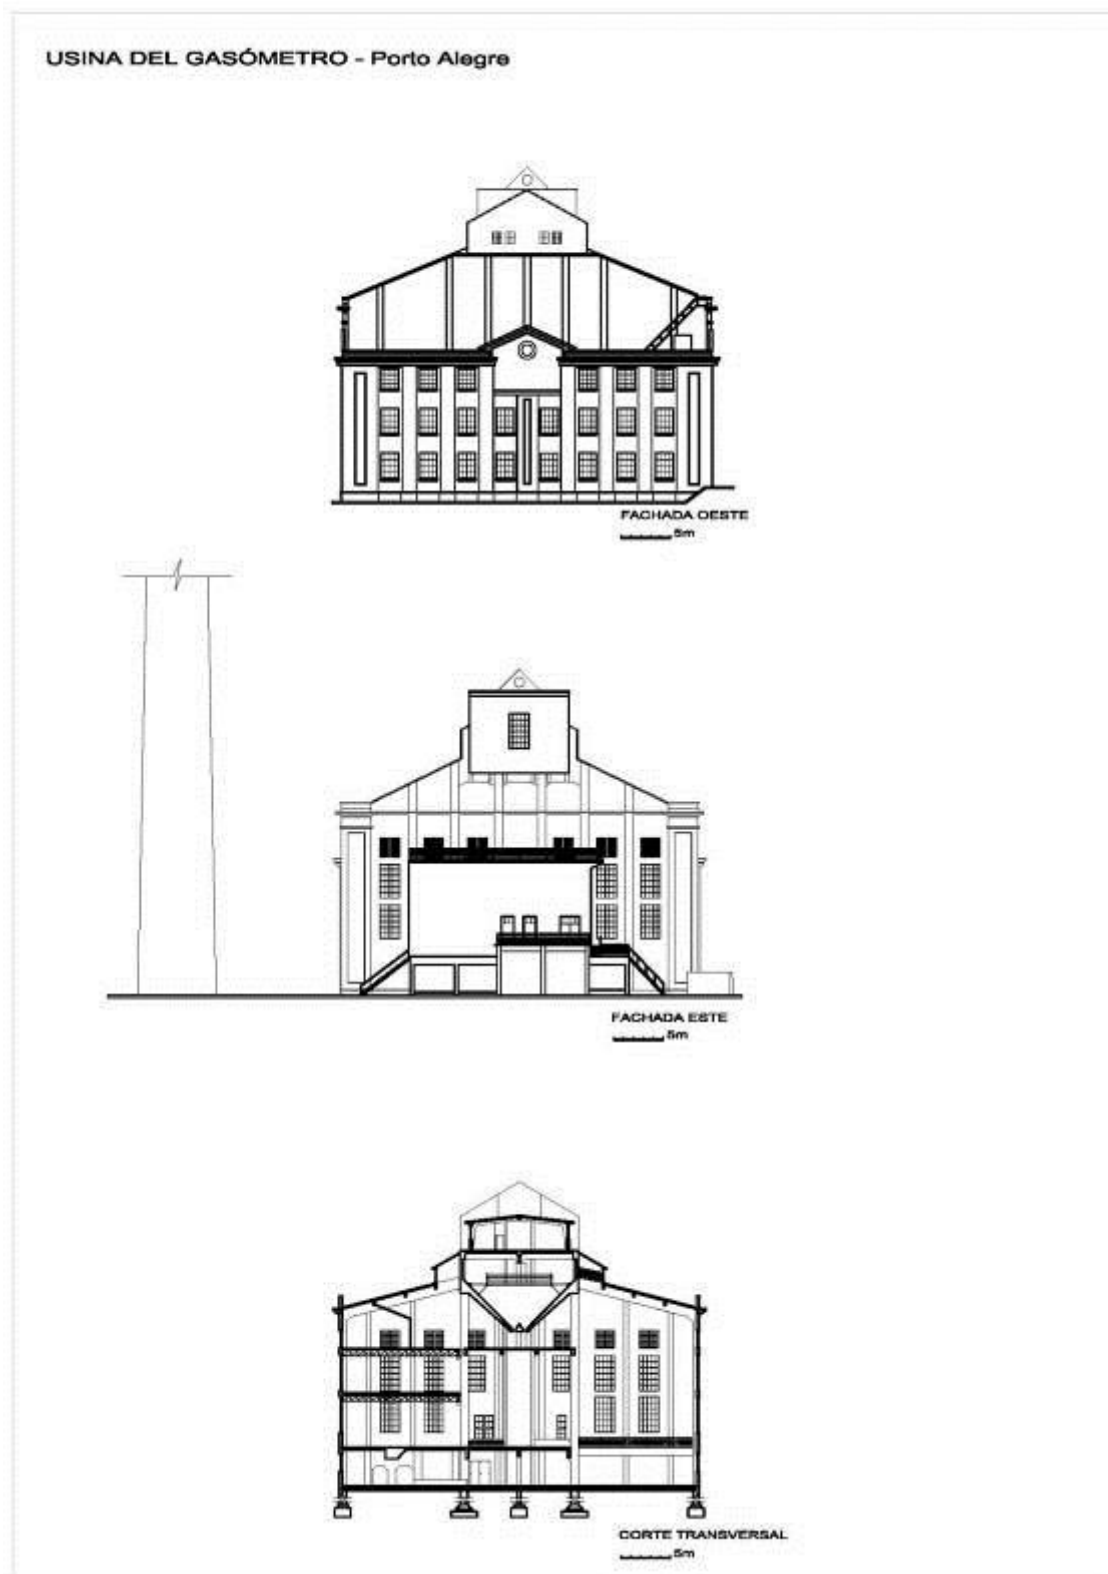 USINA DEL GASÓMETRO - Porto Alegre
FACHADA OESTE
5m
FACHADA ESTE
5m
CORTE TRANSVERSAL
5m